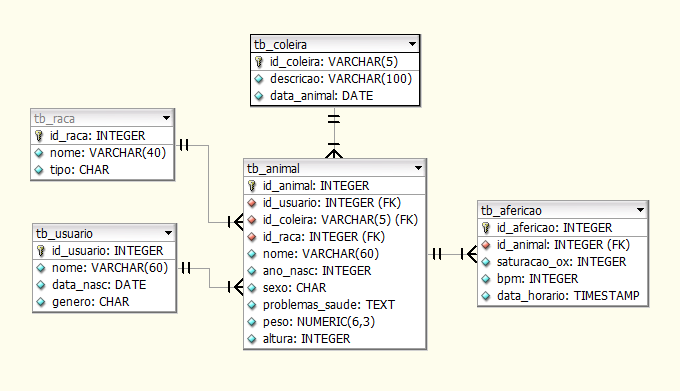 tb_coleira
id_coleira: VARCHAR(5)
descricao: VARCHAR(100)
data_animal: DATE
tb_raca
id_raca: INTEGER
nome: VARCHAR(40)
tipo: CHAR
tb_usuario
id_usuario: INTEGER
nome: VARCHAR(60)
data_nasc: DATE
genero: CHAR
tb_animal
id_animal: INTEGER
id_usuario: INTEGER (FK)
id_coleira: VARCHAR(5) (FK)
id_raca: INTEGER (FK)
nome: VARCHAR(60)
ano_nasc: INTEGER
sexo: CHAR
problemas_saude: TEXT
peso: NUMERIC(6,3)
altura: INTEGER
tb_afericao
id_afericao: INTEGER
id_animal: INTEGER (FK)
saturacao_ox: INTEGER
bpm: INTEGER
data_horario: TIMESTAMP